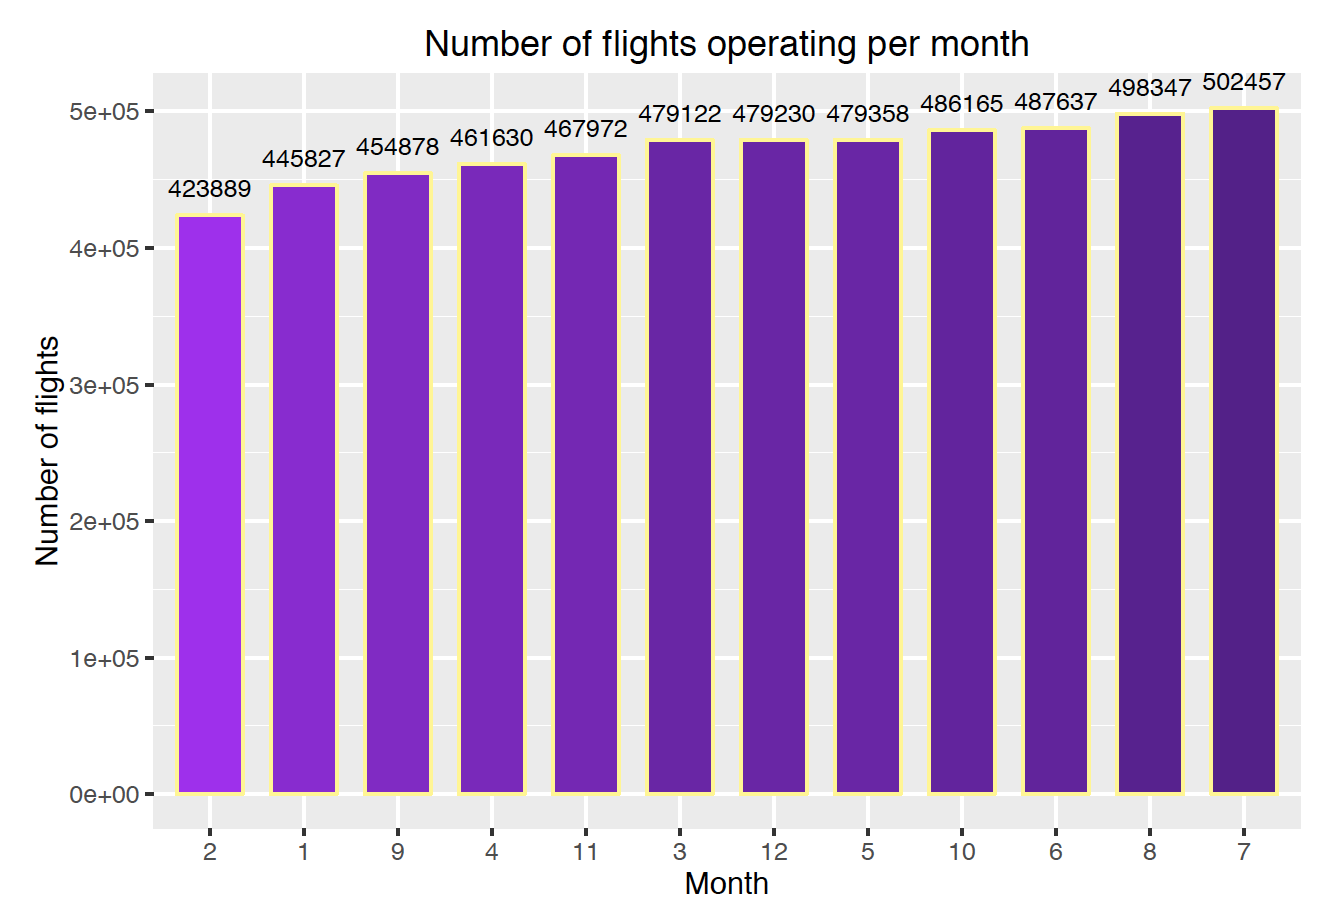 Number of flights operating per month
Number of flights
5e+05
4e+05
3e+05
2e+05
1e+05
0e+00
423889 445827 454878 461630 467972 479122 479230 479358 486165 487637 498347 502457
2 1 9 4 11 3 12 5 10 6 8 7
Month